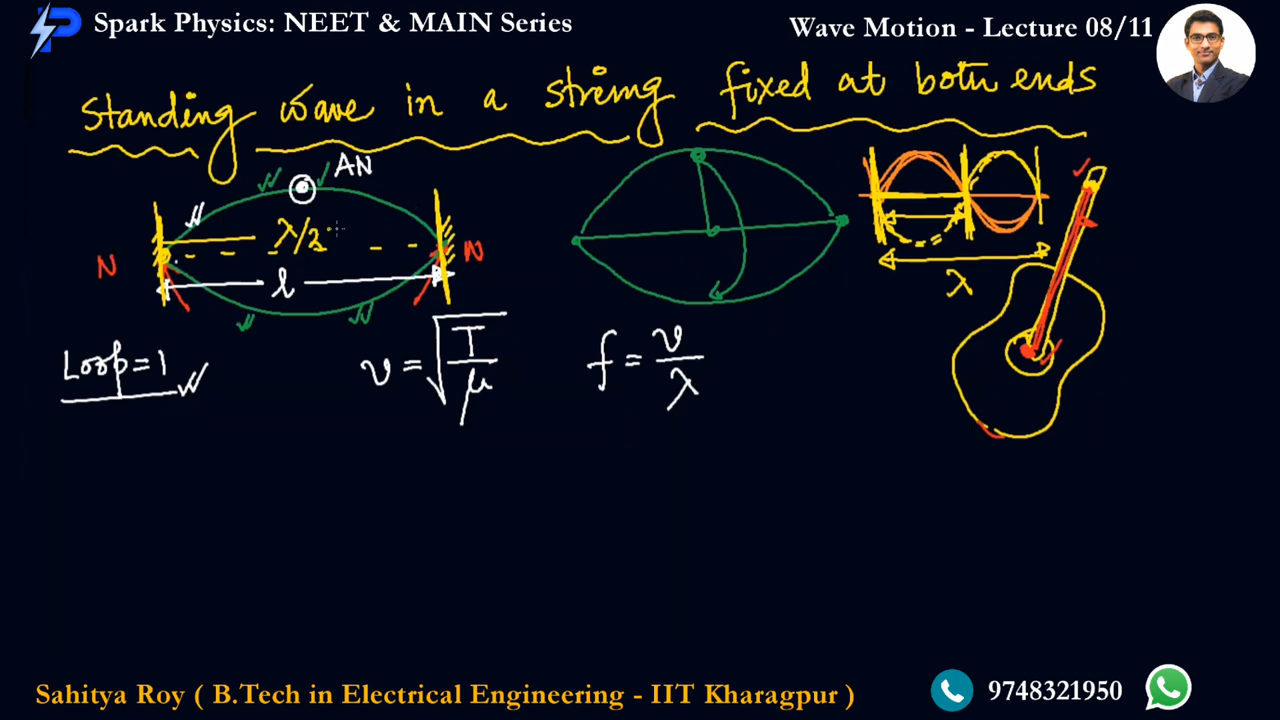 Spark Physics: NEET & MAIN Series
Wave Motion - Lecture 08/11
Standing wave in a string fixed at both ends
AN
λ/2
N
N
l
λ
Loop = 1
v = √(T/μ)
f = v/λ
Sahitya Roy ( B.Tech in Electrical Engineering - IIT Kharagpur )
9748321950